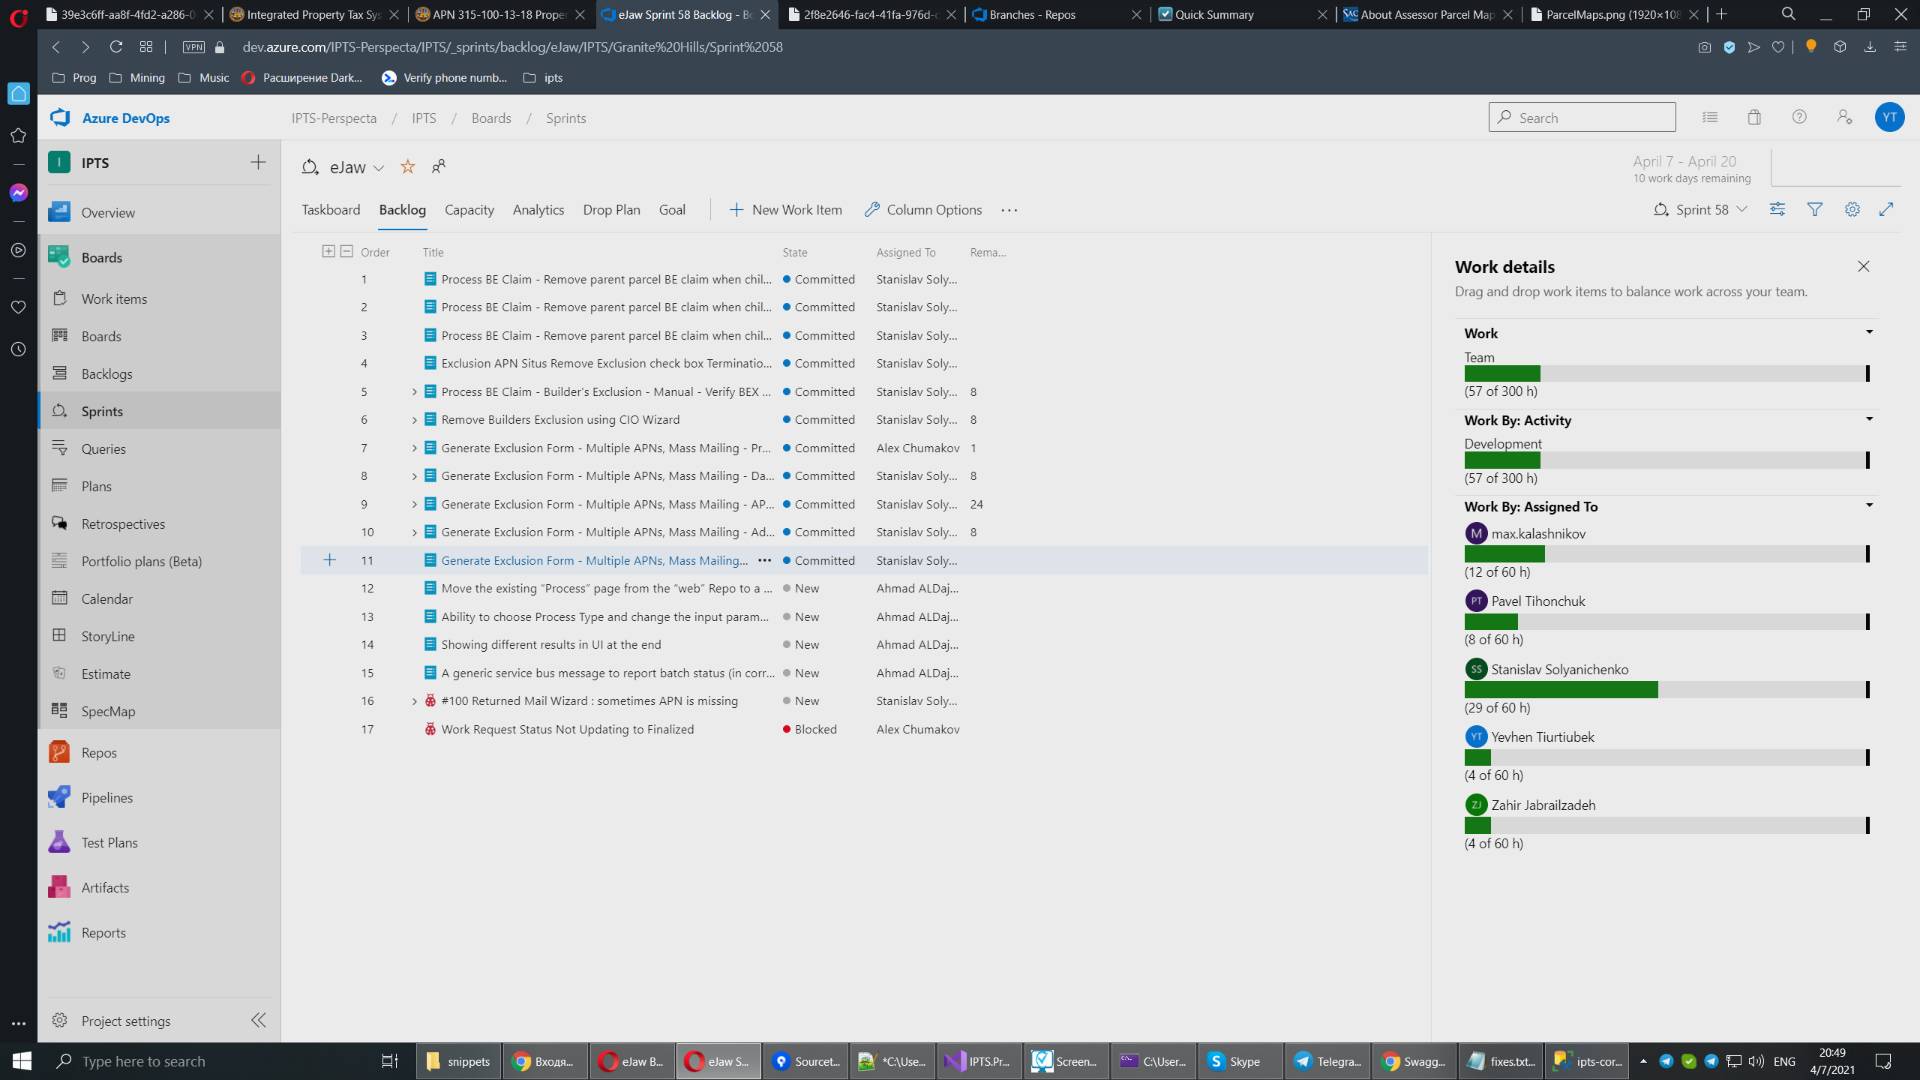 39e3c6ff-aa8f-4fd2-a286-0
Integrated Property Tax Sys
APN 315-100-13-18 Proper
eJaw Sprint 58 Backlog - Bo
2f8e2646-fac4-41fa-976d-c
Branches - Repos
Quick Summary
SAC About Assessor Parcel Map
ParcelMaps.png (1920×108
VPN
dev.azure.com/IPTS-Perspecta/IPTS/_sprints/backlog/eJaw/IPTS/Granite%20Hills/Sprint%2058
Prog
Mining
Music
Расширение Dark...
Verify phone numb...
ipts
Azure DevOps
IPTS-Perspecta / IPTS / Boards / Sprints
Search
YT
I IPTS
Overview
Boards
Work items
Boards
Backlogs
Sprints
Queries
Plans
Retrospectives
Portfolio plans (Beta)
Calendar
StoryLine
Estimate
SpecMap
Repos
Pipelines
Test Plans
Artifacts
Reports
Project settings
eJaw
April 7 - April 20
10 work days remaining
Taskboard Backlog Capacity Analytics Drop Plan Goal New Work Item Column Options ...
Sprint 58
Order Title State Assigned To Rema...
1 Process BE Claim - Remove parent parcel BE claim when chil... Committed Stanislav Soly...
2 Process BE Claim - Remove parent parcel BE claim when chil... Committed Stanislav Soly...
3 Process BE Claim - Remove parent parcel BE claim when chil... Committed Stanislav Soly...
4 Exclusion APN Situs Remove Exclusion check box Terminatio... Committed Stanislav Soly...
5 Process BE Claim - Builder's Exclusion - Manual - Verify BEX ... Committed Stanislav Soly... 8
6 Remove Builders Exclusion using CIO Wizard Committed Stanislav Soly... 8
7 Generate Exclusion Form - Multiple APNs, Mass Mailing - Pr... Committed Alex Chumakov 1
8 Generate Exclusion Form - Multiple APNs, Mass Mailing - Da... Committed Stanislav Soly... 8
9 Generate Exclusion Form - Multiple APNs, Mass Mailing - AP... Committed Stanislav Soly... 24
10 Generate Exclusion Form - Multiple APNs, Mass Mailing - Ad... Committed Stanislav Soly... 8
11 Generate Exclusion Form - Multiple APNs, Mass Mailing... ... Committed Stanislav Soly...
12 Move the existing “Process” page from the “web” Repo to a ... New Ahmad ALDaj...
13 Ability to choose Process Type and change the input param... New Ahmad ALDaj...
14 Showing different results in UI at the end New Ahmad ALDaj...
15 A generic service bus message to report batch status (in corr... New Ahmad ALDaj...
16 #100 Returned Mail Wizard : sometimes APN is missing New Stanislav Soly...
17 Work Request Status Not Updating to Finalized Blocked Alex Chumakov
Work details
Drag and drop work items to balance work across your team.
Work
Team
(57 of 300 h)
Work By: Activity
Development
(57 of 300 h)
Work By: Assigned To
M max.kalashnikov
(12 of 60 h)
PT Pavel Tihonchuk
(8 of 60 h)
SS Stanislav Solyanichenko
(29 of 60 h)
YT Yevhen Tiurtiubek
(4 of 60 h)
ZJ Zahir Jabrailzadeh
(4 of 60 h)
Type here to search
snippets
Входя...
eJaw B...
eJaw S...
Sourcet...
*C:\Use...
IPTS.Pr...
Screen...
C:\User...
Skype
Telegra...
Swagg...
fixes.txt...
ipts-cor...
ENG
20:49
4/7/2021